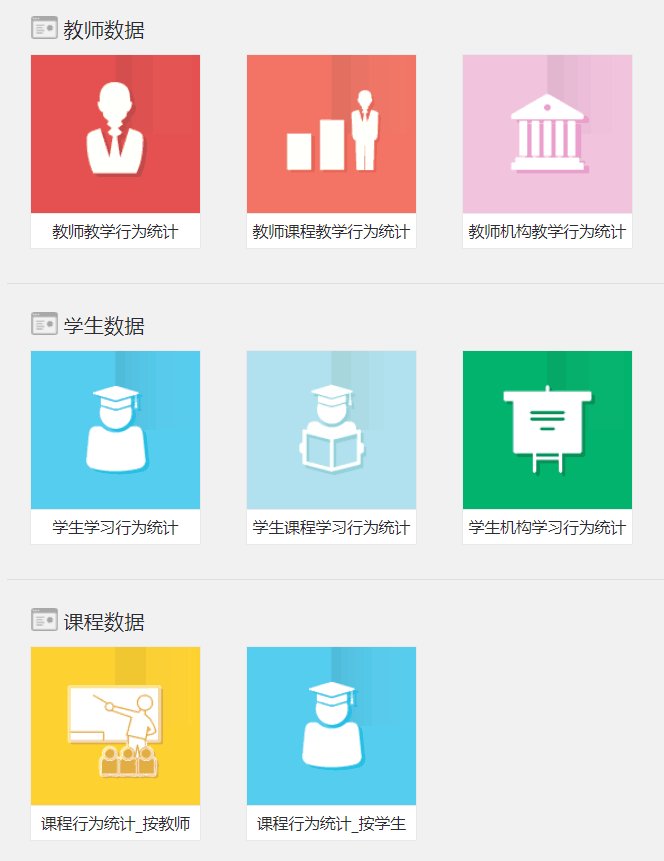 教师数据
教师教学行为统计
教师课程教学行为统计
教师机构教学行为统计
学生数据
学生学习行为统计
学生课程学习行为统计
学生机构学习行为统计
课程数据
课程行为统计_按教师
课程行为统计_按学生